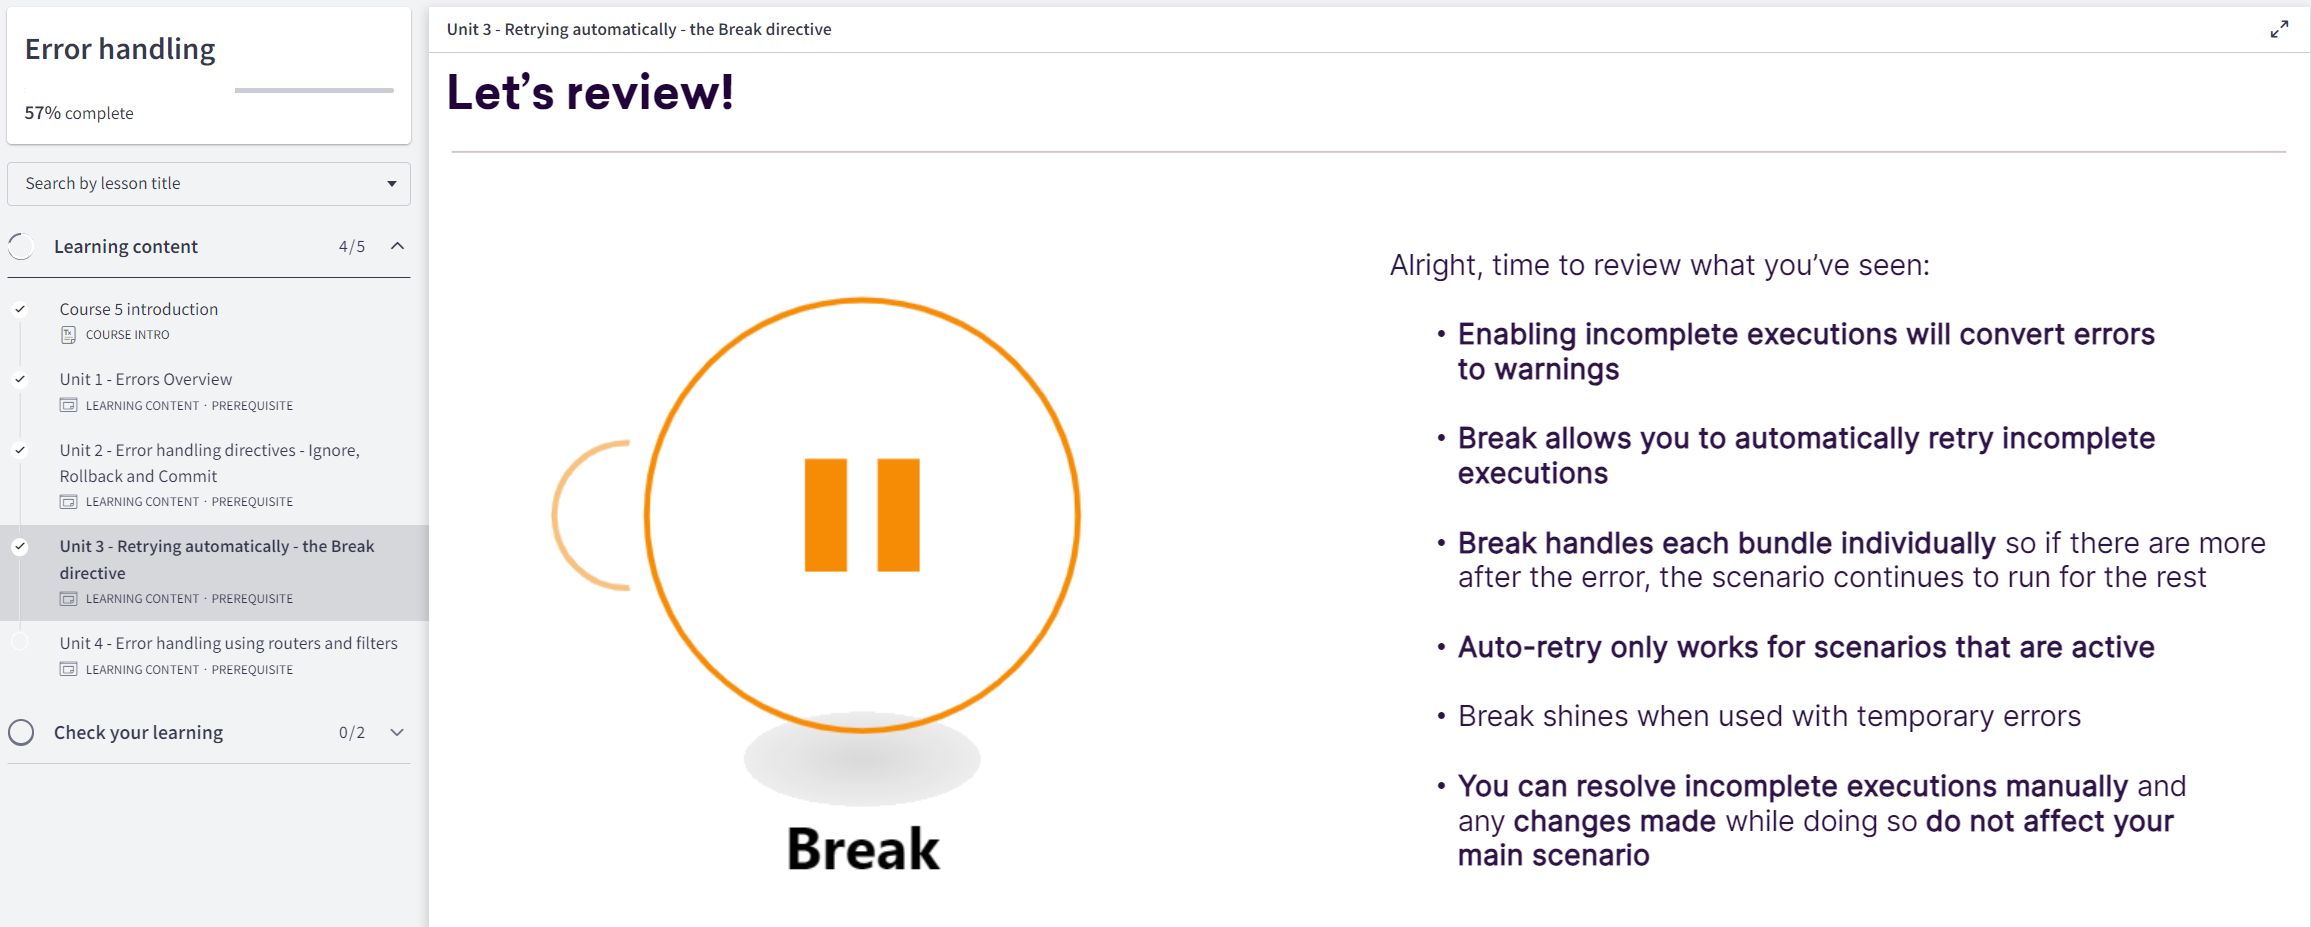 Error handling
57% complete
Search by lesson title
Learning content 4/5
Course 5 introduction
COURSE INTRO
Unit 1 - Errors Overview
LEARNING CONTENT · PREREQUISITE
Unit 2 - Error handling directives - Ignore,
Rollback and Commit
LEARNING CONTENT · PREREQUISITE
Unit 3 - Retrying automatically - the Break
directive
LEARNING CONTENT · PREREQUISITE
Unit 4 - Error handling using routers and filters
LEARNING CONTENT · PREREQUISITE
Check your learning 0/2
Unit 3 - Retrying automatically - the Break directive
Let's review!
Break
Alright, time to review what you've seen:
• Enabling incomplete executions will convert errors
to warnings
• Break allows you to automatically retry incomplete
executions
• Break handles each bundle individually so if there are more
after the error, the scenario continues to run for the rest
• Auto-retry only works for scenarios that are active
• Break shines when used with temporary errors
• You can resolve incomplete executions manually and
any changes made while doing so do not affect your
main scenario